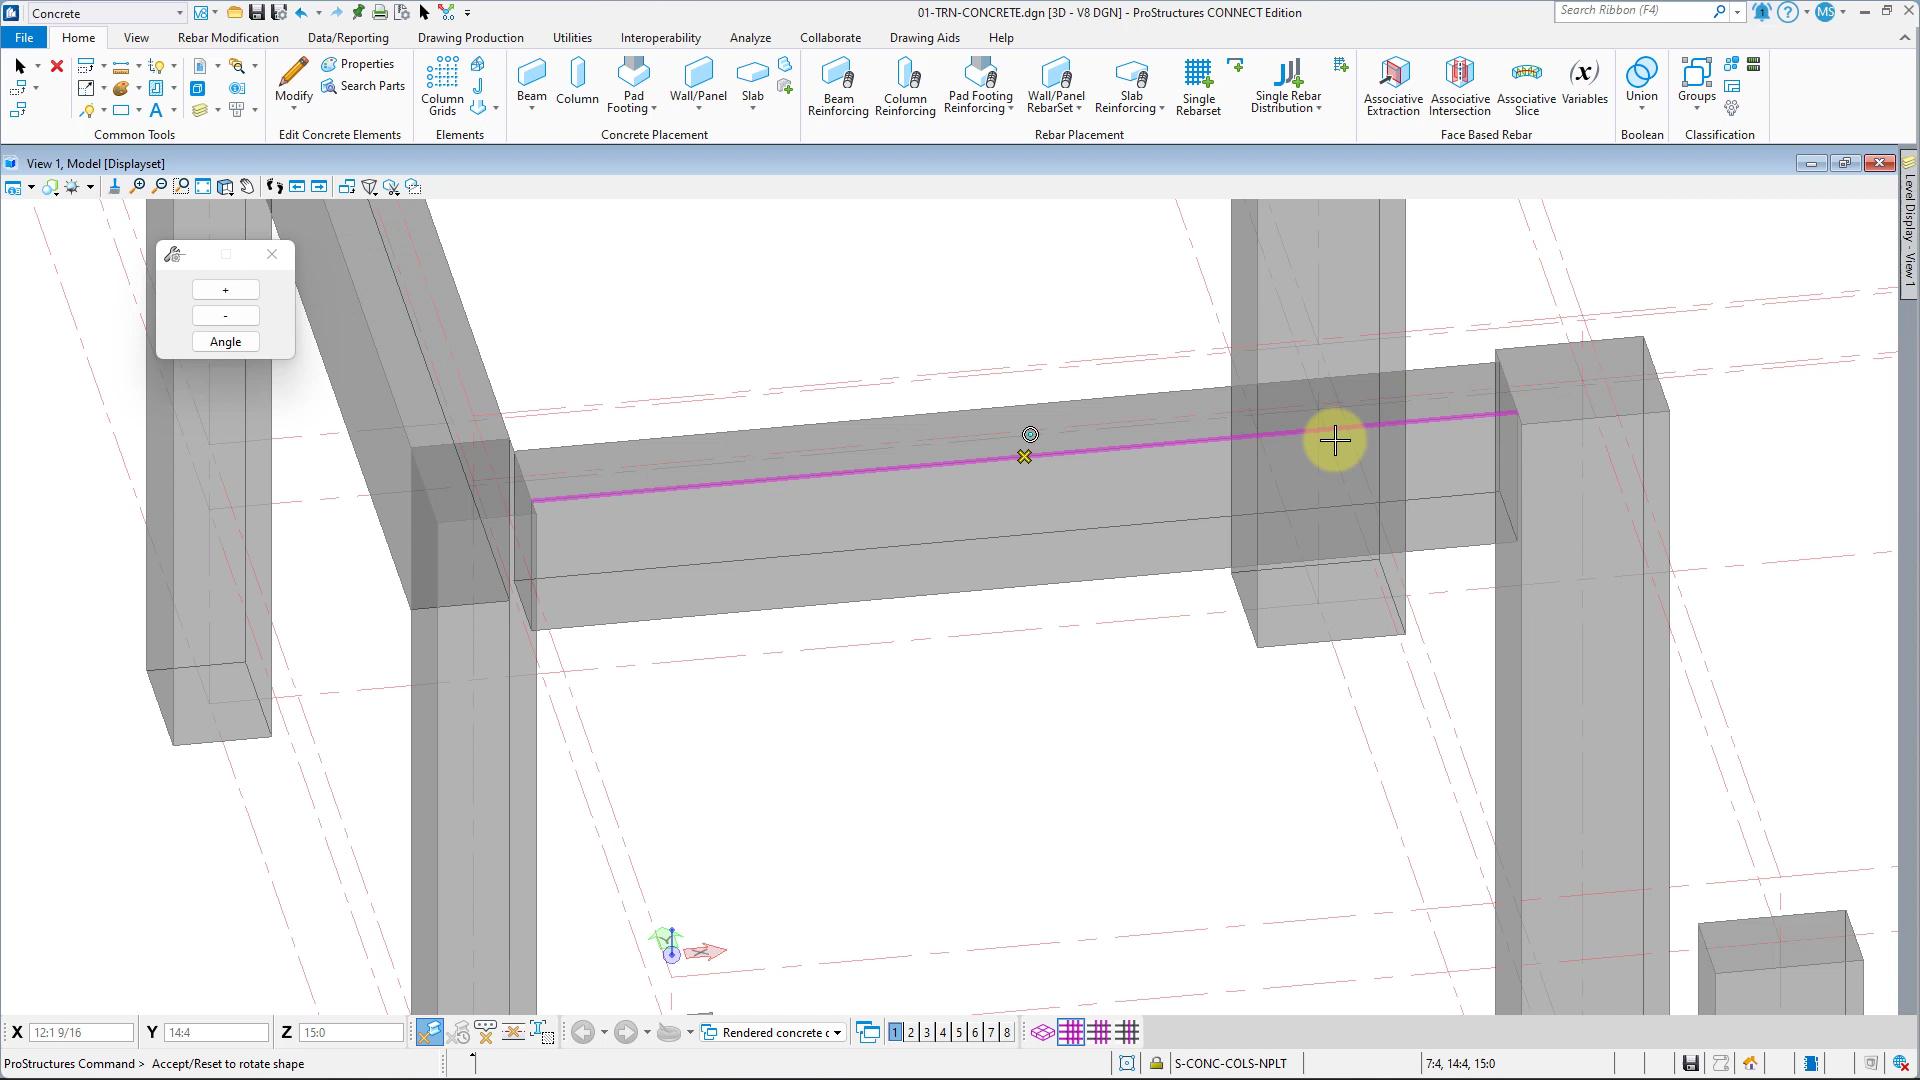 Concrete
01-TRN-CONCRETE.dgn [3D - V8 DGN] - ProStructures CONNECT Edition
Search Ribbon (F4)
MS
File
Home
View
Rebar Modification
Data/Reporting
Drawing Production
Utilities
Interoperability
Analyze
Collaborate
Drawing Aids
Help
Properties
Search Parts
Modify
Column Grids
Beam
Column
Pad Footing
Wall/Panel
Slab
Beam Reinforcing
Column Reinforcing
Pad Footing Reinforcing
Wall/Panel RebarSet
Slab Reinforcing
Single Rebarset
Single Rebar Distribution
Associative Extraction
Associative Intersection
Associative Slice
Variables
Union
Groups
Common Tools
Edit Concrete Elements
Elements
Concrete Placement
Rebar Placement
Face Based Rebar
Boolean
Classification
View 1, Model [Displayset]
Level Display - View 1
+
-
Angle
Y
X
X 12:1 9/16
Y 14:4
Z 15:0
Rendered concrete c
1 2 3 4 5 6 7 8
ProStructures Command > Accept/Reset to rotate shape
S-CONC-COLS-NPLT
7:4, 14:4, 15:0